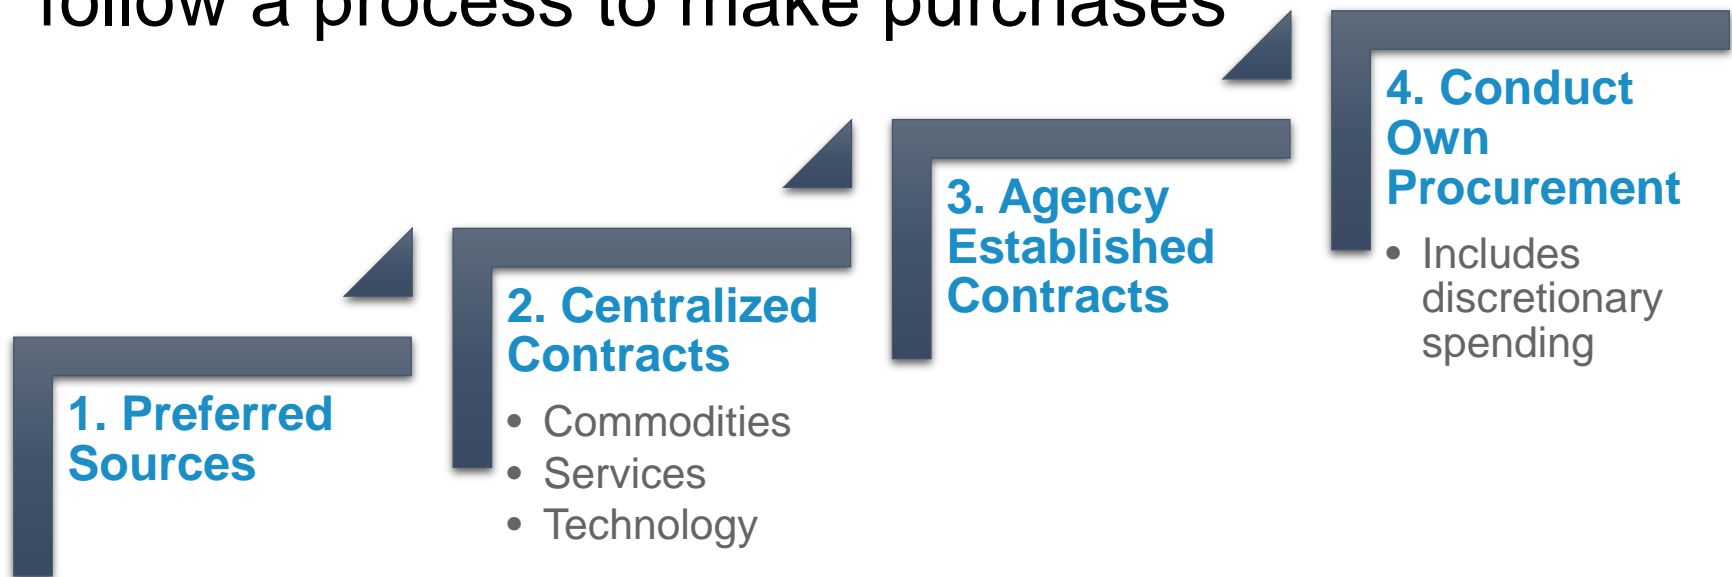 follow a process to make purchases
1. Preferred
Sources
2. Centralized
Contracts
• Commodities
• Services
• Technology
3. Agency
Established
Contracts
4. Conduct
Own
Procurement
• Includes
discretionary
spending